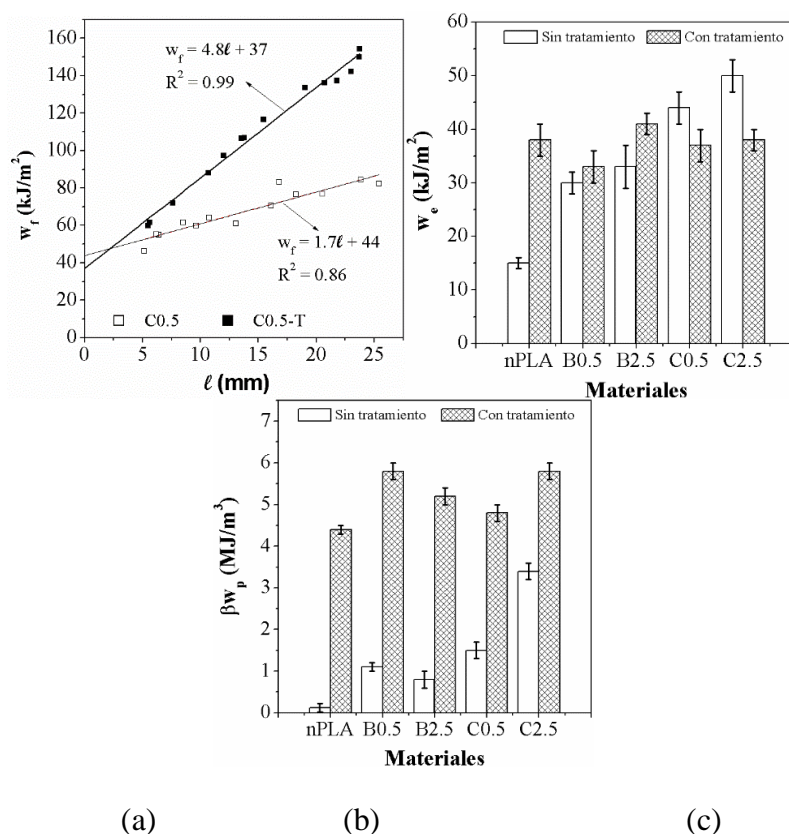 160
140
120
100
80
60
40
20
0
w_f (kJ/m²)
w_f = 4.8ℓ + 37
R² = 0.99
w_f = 1.7ℓ + 44
R² = 0.86
C0.5
C0.5-T
0 5 10 15 20 25
ℓ (mm)
60
50
40
30
20
10
0
w_e (kJ/m²)
Sin tratamiento Con tratamiento
nPLA B0.5 B2.5 C0.5 C2.5
Materiales
7
6
5
4
3
2
1
0
βw_p (MJ/m³)
Sin tratamiento Con tratamiento
nPLA B0.5 B2.5 C0.5 C2.5
Materiales
(a) (b) (c)